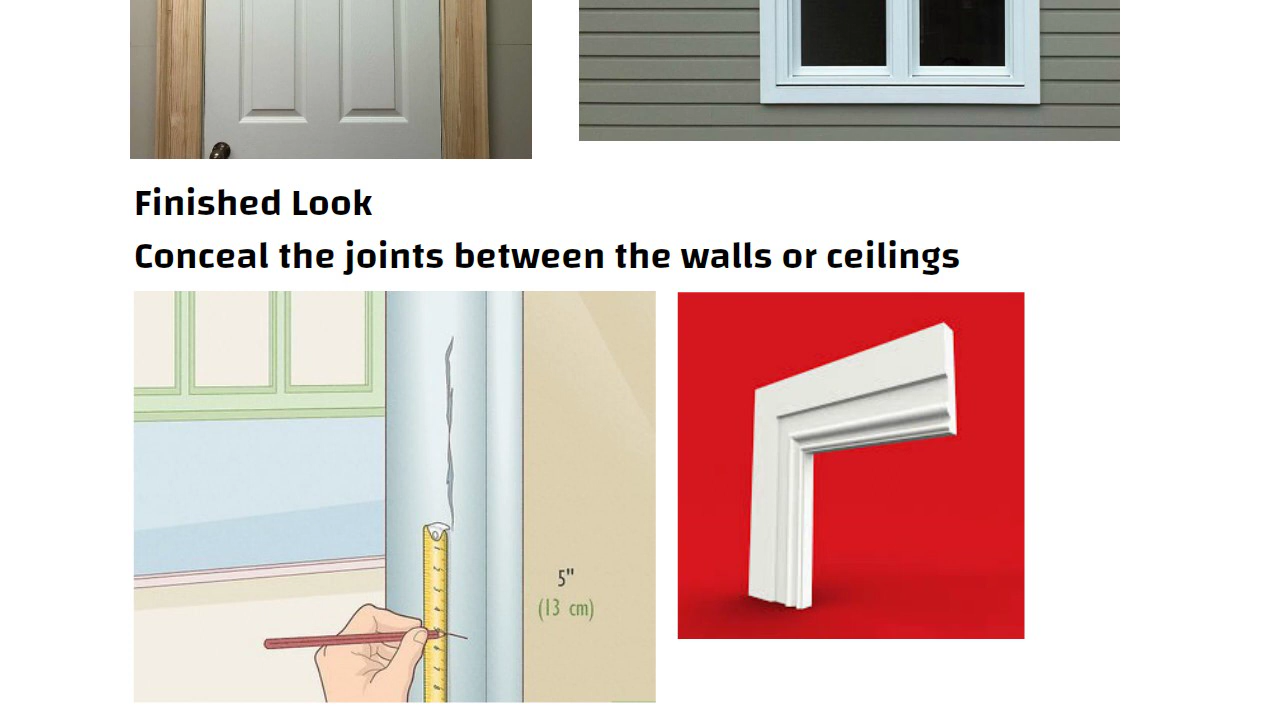 Finished Look
Conceal the joints between the walls or ceilings
5"
(13 cm)